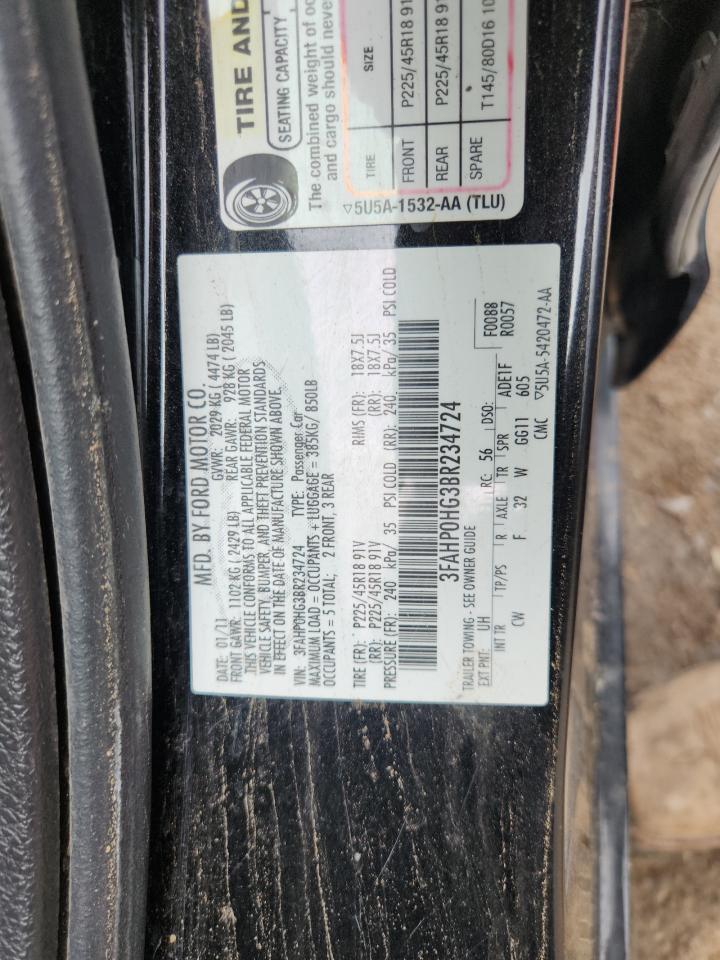 TIRE AND
SEATING CAPACITY
The combined weight of oc
and cargo should never
TIRE SIZE
FRONT P225/45R18 91
REAR P225/45R18 91
SPARE T145/80D16 10
5U5A-1532-AA (TLU)
MFD. BY FORD MOTOR CO.
DATE: 01/11 GVWR: 2029 KG ( 4474 LB)
FRONT GAWR: 1102 KG ( 2429 LB) REAR GAWR: 928 KG ( 2045 LB)
THIS VEHICLE CONFORMS TO ALL APPLICABLE FEDERAL MOTOR
VEHICLE SAFETY, BUMPER, AND THEFT PREVENTION STANDARDS
IN EFFECT ON THE DATE OF MANUFACTURE SHOWN ABOVE.
VIN: 3FAHP0HG3BR234724 TYPE: Passenger Car
MAXIMUM LOAD = OCCUPANTS + LUGGAGE = 385KG/ 850LB
OCCUPANTS = 5 TOTAL; 2 FRONT, 3 REAR
TIRE (FR): P225/45R18 91V RIMS (FR): 18X7.5J
(RR): P225/45R18 91V (RR): 18X7.5J
PRESSURE (FR): 240 kPa/ 35 PSI COLD (RR): 240 kPa/ 35 PSI COLD
3FAHP0HG3BR234724
TRAILER TOWING - SEE OWNER GUIDE F0088
EXT PNT: UH RC: 56 DSO: R0057
INT TR TP/PS R AXLE TR SPR ADE1F
CW F 32 W GG11 605
CMC 5U5A-5420472-AA